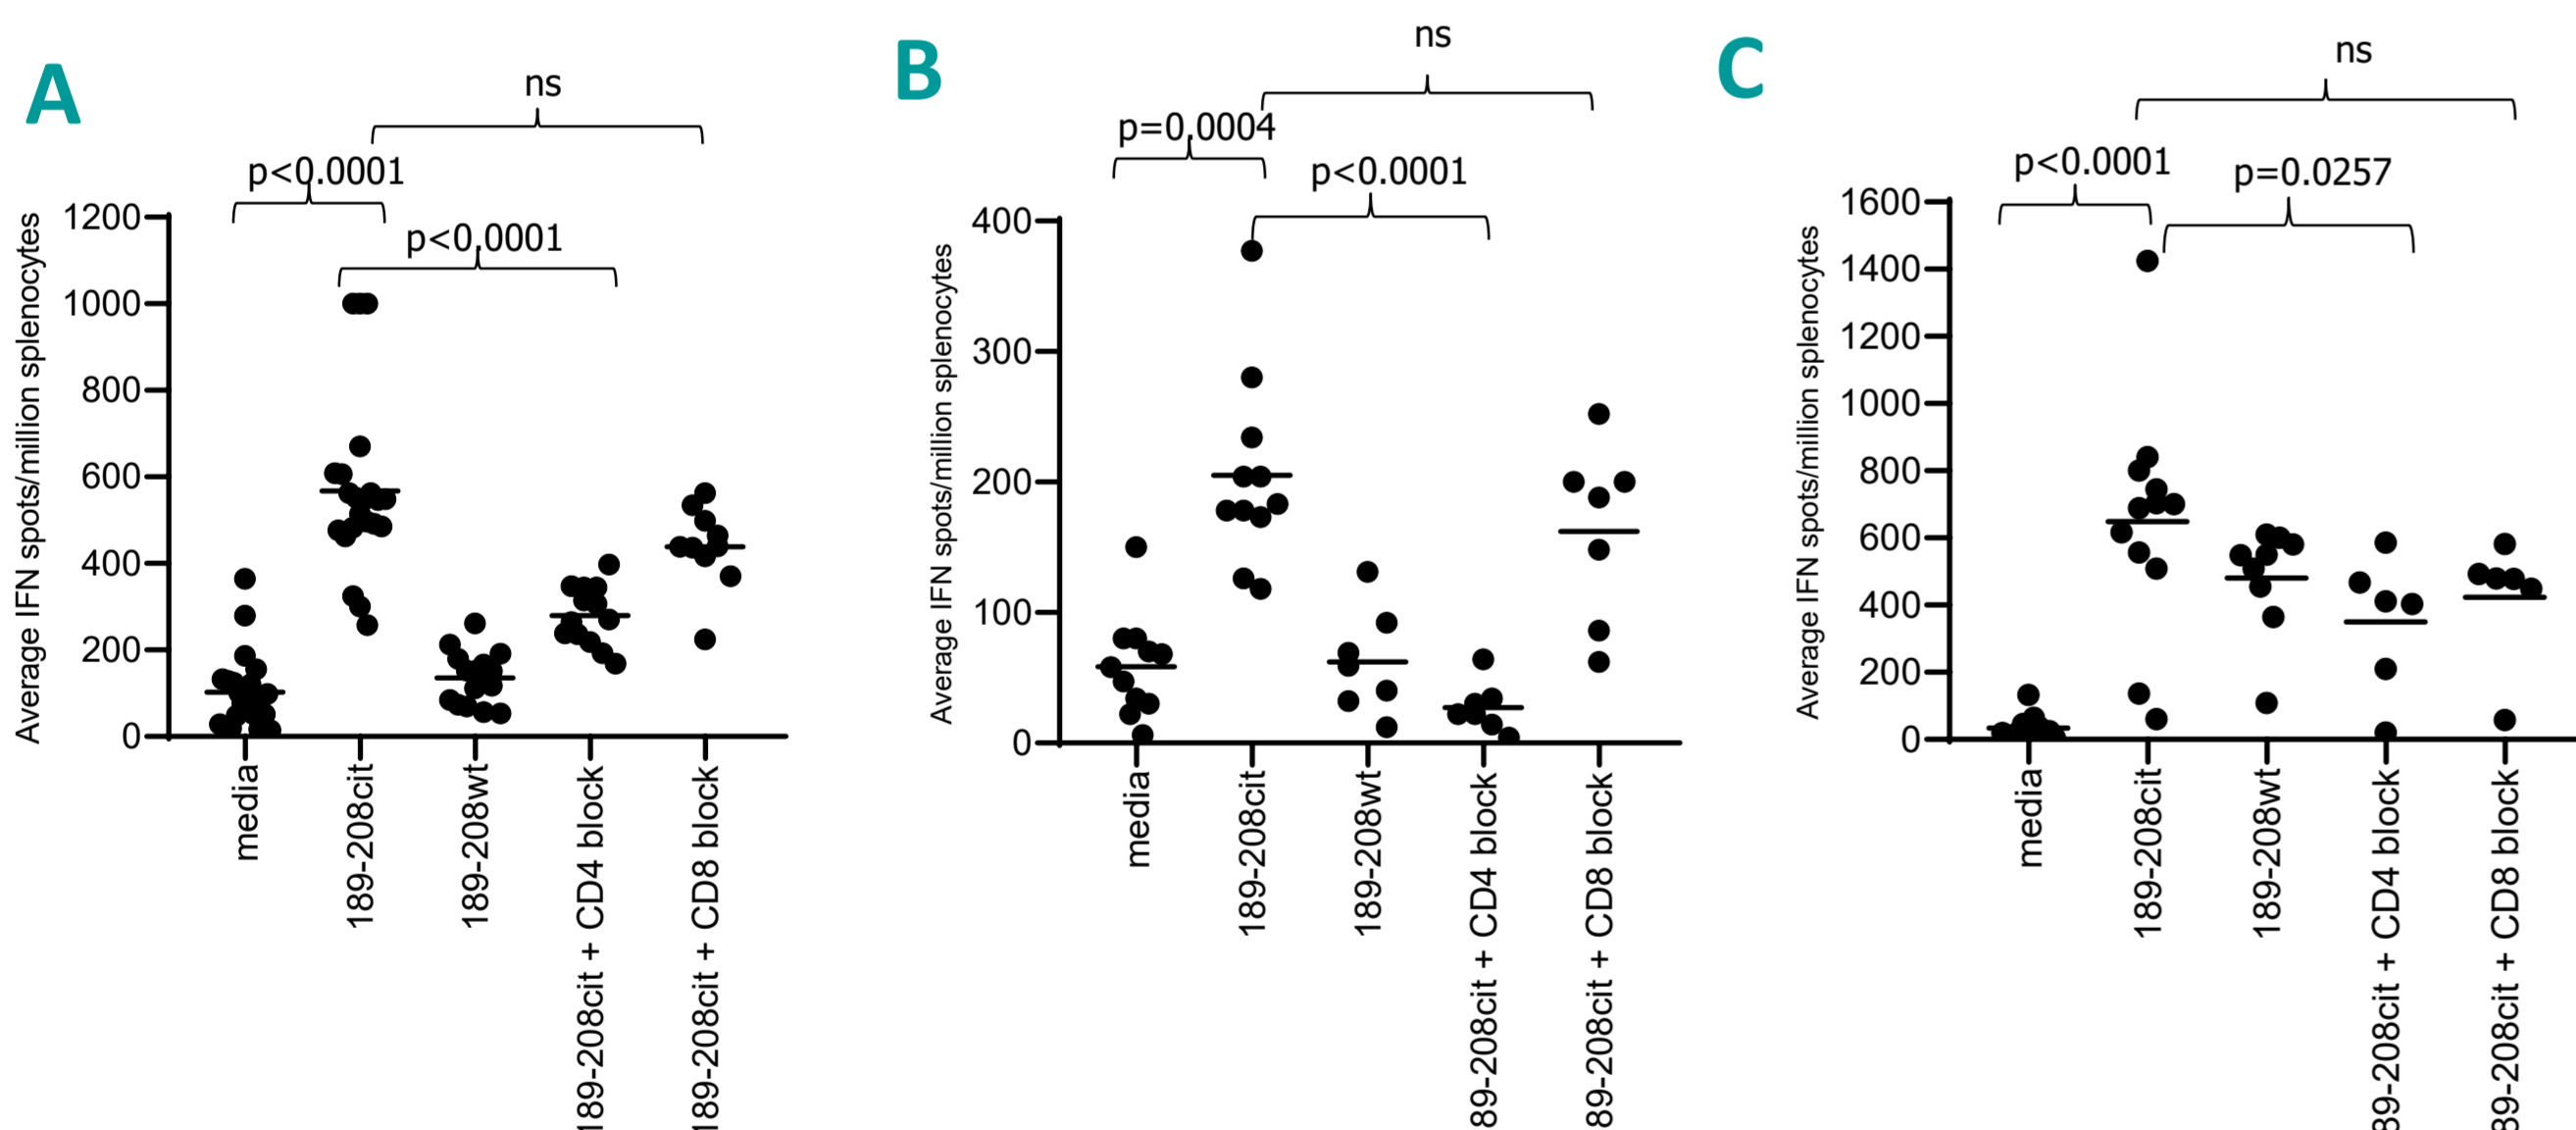 A
ns
p<0.0001
p<0.0001
Average IFN spots/million splenocytes
1200
1000
800
600
400
200
0
media
189-208cit
189-208wt
189-208cit + CD4 block
189-208cit + CD8 block
B
ns
p=0.0004
p<0.0001
Average IFN spots/million splenocytes
400
300
200
100
0
media
189-208cit
189-208wt
89-208cit + CD4 block
89-208cit + CD8 block
C
ns
p<0.0001
p=0.0257
Average IFN spots/million splenocytes
1600
1400
1200
1000
800
600
400
200
0
media
189-208cit
189-208wt
89-208cit + CD4 block
89-208cit + CD8 block